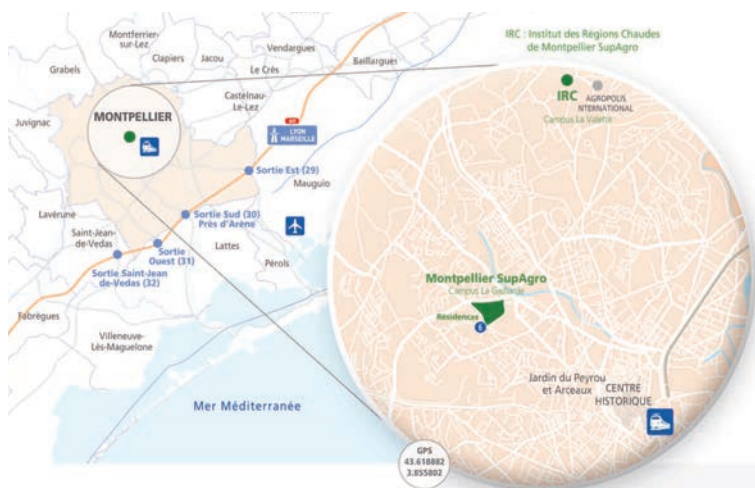 Montferrier-
sur-Lez
Clapiers
Jacou
Vendargues
Grabels
Le Crès
Baillargues
Castelnau-
Le-Lez
Juvignac
MONTPELLIER
A9
LYON
MARSEILLE
Sortie Est (29)
Mauguio
Lavérune
Sortie Sud (30)
Près d'Arène
Saint-Jean-
de-Vedas
Sortie
Ouest (31)
Lattes
Pérols
Sortie Saint-Jean
de-Vedas (32)
Fabrègues
Villeneuve-
Lès-Maguelone
Mer Méditerranée
IRC : Institut des Régions Chaudes
de Montpellier SupAgro
IRC
AGROPOLIS
INTERNATIONAL
Campus La Valette
Montpellier SupAgro
Campus La Gaillarde
Résidences
Jardin du Peyrou
et Arceaux
CENTRE
HISTORIQUE
GPS
43.618882
3.855802